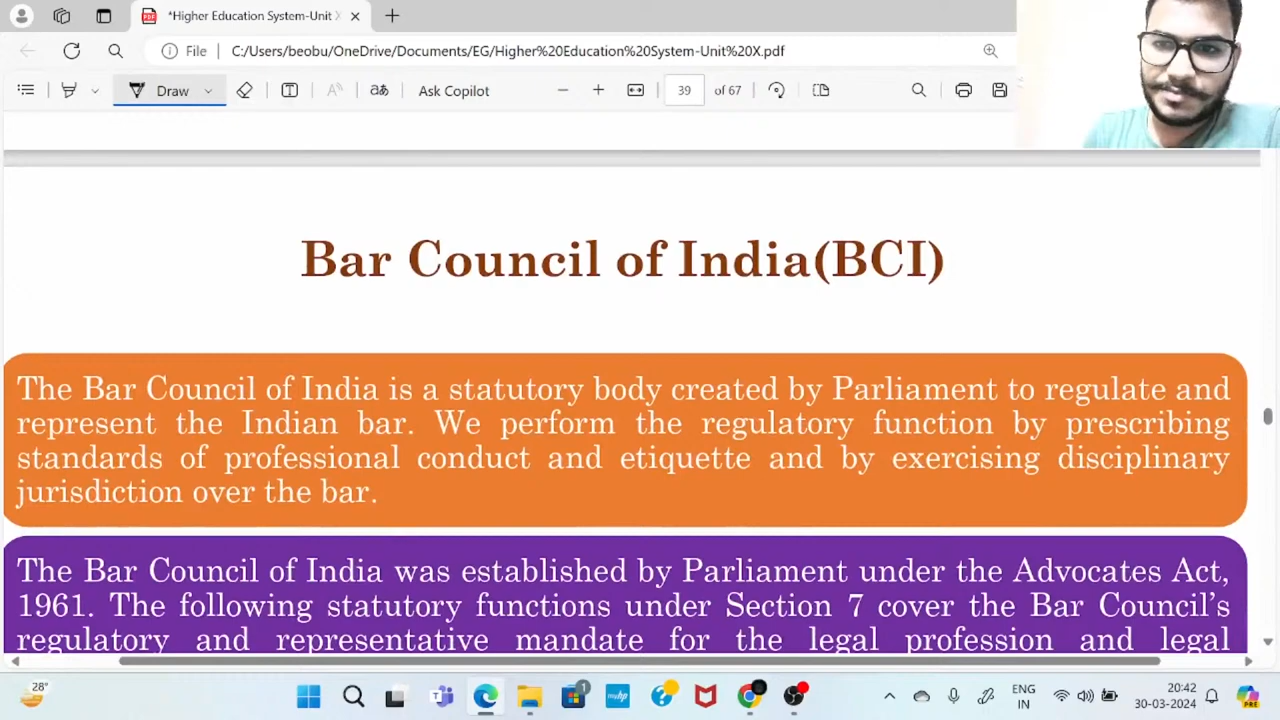 *Higher Education System-Unit X
File C:/Users/beobu/OneDrive/Documents/EG/Higher%20Education%20System-Unit%20X.pdf
Draw aあ Ask Copilot 39 of 67
Bar Council of India(BCI)
The Bar Council of India is a statutory body created by Parliament to regulate and
represent the Indian bar. We perform the regulatory function by prescribing
standards of professional conduct and etiquette and by exercising disciplinary
jurisdiction over the bar.
The Bar Council of India was established by Parliament under the Advocates Act,
1961. The following statutory functions under Section 7 cover the Bar Council's
regulatory and representative mandate for the legal profession and legal
28°
1
ENG
IN
20:42
30-03-2024
PRE